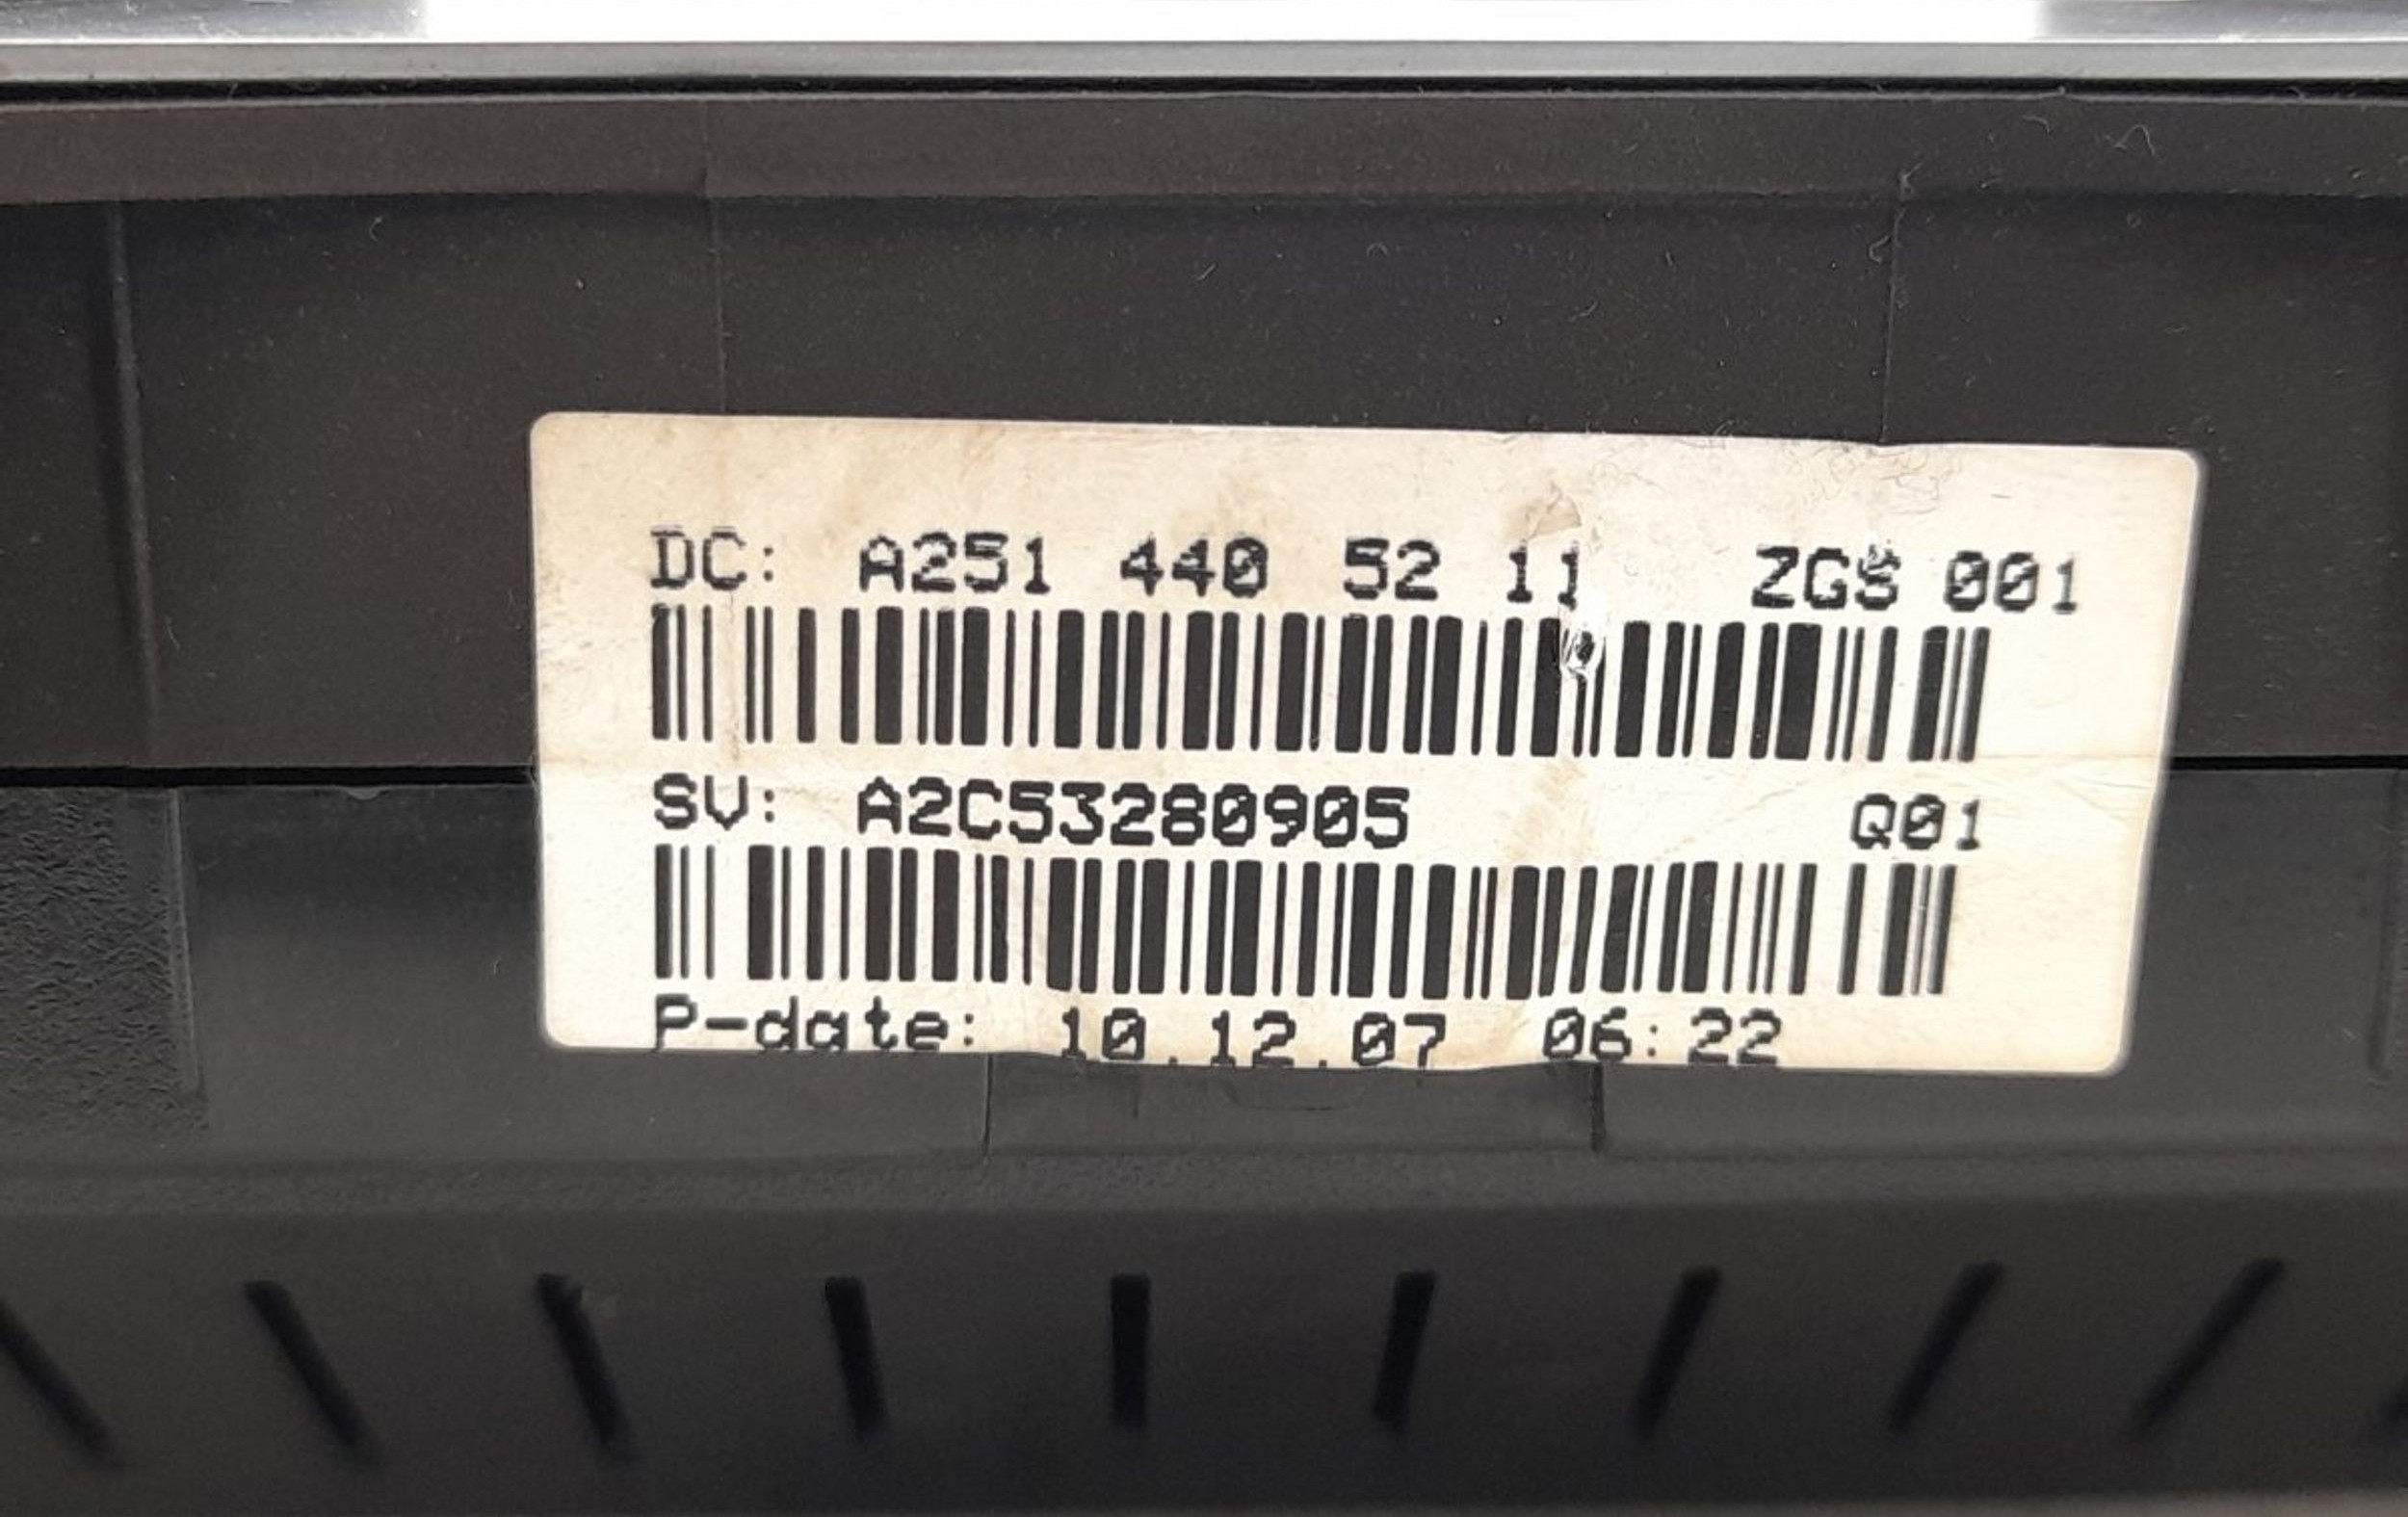 DC: A251 440 52 11 ZGS 001
SV: A2C53280905 Q01
P-date: 10.12.07 06:22